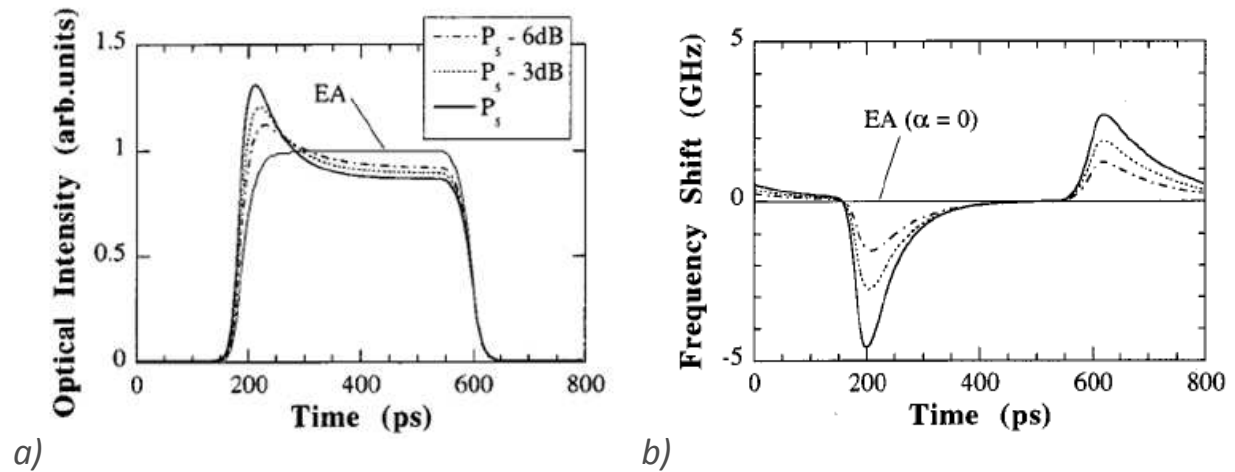 Optical Intensity (arb.units)
1.5
1
0.5
0
0 200 400 600 800
Time (ps)
EA
P_s - 6dB
P_s - 3dB
P_s
a)
Frequency Shift (GHz)
5
0
-5
0 200 400 600 800
Time (ps)
EA (α = 0)
b)